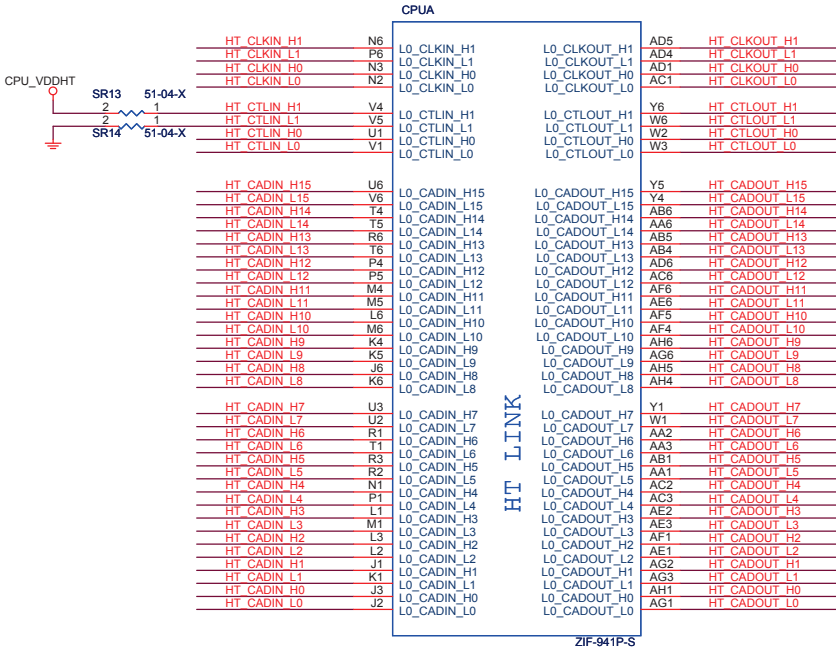 CPUA
HT_CLKIN_H1 N6 L0_CLKIN_H1 L0_CLKOUT_H1 AD5 HT_CLKOUT_H1
HT_CLKIN_L1 P6 L0_CLKIN_L1 L0_CLKOUT_L1 AD4 HT_CLKOUT_L1
HT_CLKIN_H0 N3 L0_CLKIN_H0 L0_CLKOUT_H0 AD1 HT_CLKOUT_H0
HT_CLKIN_L0 N2 L0_CLKIN_L0 L0_CLKOUT_L0 AC1 HT_CLKOUT_L0
CPU_VDDHT
SR13 51-04-X
2 1 HT_CTLIN_H1 V4 L0_CTLIN_H1 L0_CTLOUT_H1 Y6 HT_CTLOUT_H1
2 1 HT_CTLIN_L1 V5 L0_CTLIN_L1 L0_CTLOUT_L1 W6 HT_CTLOUT_L1
SR14 51-04-X HT_CTLIN_H0 U1 L0_CTLIN_H0 L0_CTLOUT_H0 W2 HT_CTLOUT_H0
HT_CTLIN_L0 V1 L0_CTLIN_L0 L0_CTLOUT_L0 W3 HT_CTLOUT_L0
HT_CADIN_H15 U6 L0_CADIN_H15 L0_CADOUT_H15 Y5 HT_CADOUT_H15
HT_CADIN_L15 V6 L0_CADIN_L15 L0_CADOUT_L15 Y4 HT_CADOUT_L15
HT_CADIN_H14 T4 L0_CADIN_H14 L0_CADOUT_H14 AB6 HT_CADOUT_H14
HT_CADIN_L14 T5 L0_CADIN_L14 L0_CADOUT_L14 AA6 HT_CADOUT_L14
HT_CADIN_H13 R6 L0_CADIN_H13 L0_CADOUT_H13 AB5 HT_CADOUT_H13
HT_CADIN_L13 T6 L0_CADIN_L13 L0_CADOUT_L13 AB4 HT_CADOUT_L13
HT_CADIN_H12 P4 L0_CADIN_H12 L0_CADOUT_H12 AD6 HT_CADOUT_H12
HT_CADIN_L12 P5 L0_CADIN_L12 L0_CADOUT_L12 AC6 HT_CADOUT_L12
HT_CADIN_H11 M4 L0_CADIN_H11 L0_CADOUT_H11 AF6 HT_CADOUT_H11
HT_CADIN_L11 M5 L0_CADIN_L11 L0_CADOUT_L11 AE6 HT_CADOUT_L11
HT_CADIN_H10 L6 L0_CADIN_H10 L0_CADOUT_H10 AF5 HT_CADOUT_H10
HT_CADIN_L10 M6 L0_CADIN_L10 L0_CADOUT_L10 AF4 HT_CADOUT_L10
HT_CADIN_H9 K4 L0_CADIN_H9 L0_CADOUT_H9 AH6 HT_CADOUT_H9
HT_CADIN_L9 K5 L0_CADIN_L9 L0_CADOUT_L9 AG6 HT_CADOUT_L9
HT_CADIN_H8 J6 L0_CADIN_H8 L0_CADOUT_H8 AH5 HT_CADOUT_H8
HT_CADIN_L8 K6 L0_CADIN_L8 L0_CADOUT_L8 AH4 HT_CADOUT_L8
HT_CADIN_H7 U3 L0_CADIN_H7 L0_CADOUT_H7 Y1 HT_CADOUT_H7
HT_CADIN_L7 U2 L0_CADIN_L7 L0_CADOUT_L7 W1 HT_CADOUT_L7
HT_CADIN_H6 R1 L0_CADIN_H6 L0_CADOUT_H6 AA2 HT_CADOUT_H6
HT_CADIN_L6 T1 L0_CADIN_L6 L0_CADOUT_L6 AA3 HT_CADOUT_L6
HT_CADIN_H5 R3 L0_CADIN_H5 L0_CADOUT_H5 AB1 HT_CADOUT_H5
HT_CADIN_L5 R2 L0_CADIN_L5 L0_CADOUT_L5 AA1 HT_CADOUT_L5
HT_CADIN_H4 N1 L0_CADIN_H4 L0_CADOUT_H4 AC2 HT_CADOUT_H4
HT_CADIN_L4 P1 L0_CADIN_L4 L0_CADOUT_L4 AC3 HT_CADOUT_L4
HT_CADIN_H3 L1 L0_CADIN_H3 L0_CADOUT_H3 AE2 HT_CADOUT_H3
HT_CADIN_L3 M1 L0_CADIN_L3 L0_CADOUT_L3 AE3 HT_CADOUT_L3
HT_CADIN_H2 L3 L0_CADIN_H2 L0_CADOUT_H2 AF1 HT_CADOUT_H2
HT_CADIN_L2 L2 L0_CADIN_L2 L0_CADOUT_L2 AE1 HT_CADOUT_L2
HT_CADIN_H1 J1 L0_CADIN_H1 L0_CADOUT_H1 AG2 HT_CADOUT_H1
HT_CADIN_L1 K1 L0_CADIN_L1 L0_CADOUT_L1 AG3 HT_CADOUT_L1
HT_CADIN_H0 J3 L0_CADIN_H0 L0_CADOUT_H0 AH1 HT_CADOUT_H0
HT_CADIN_L0 J2 L0_CADIN_L0 L0_CADOUT_L0 AG1 HT_CADOUT_L0
HT LINK
ZIF-941P-S